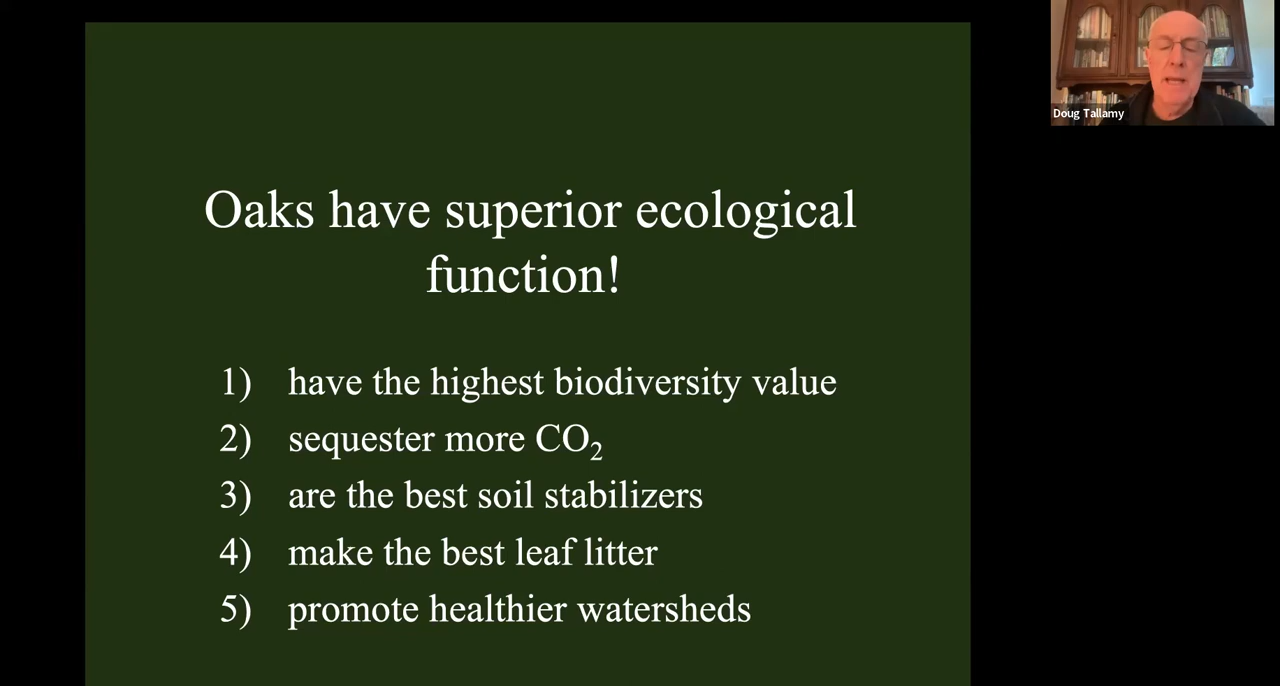 Oaks have superior ecological
function!
1) have the highest biodiversity value
2) sequester more CO₂
3) are the best soil stabilizers
4) make the best leaf litter
5) promote healthier watersheds
Doug Tallamy